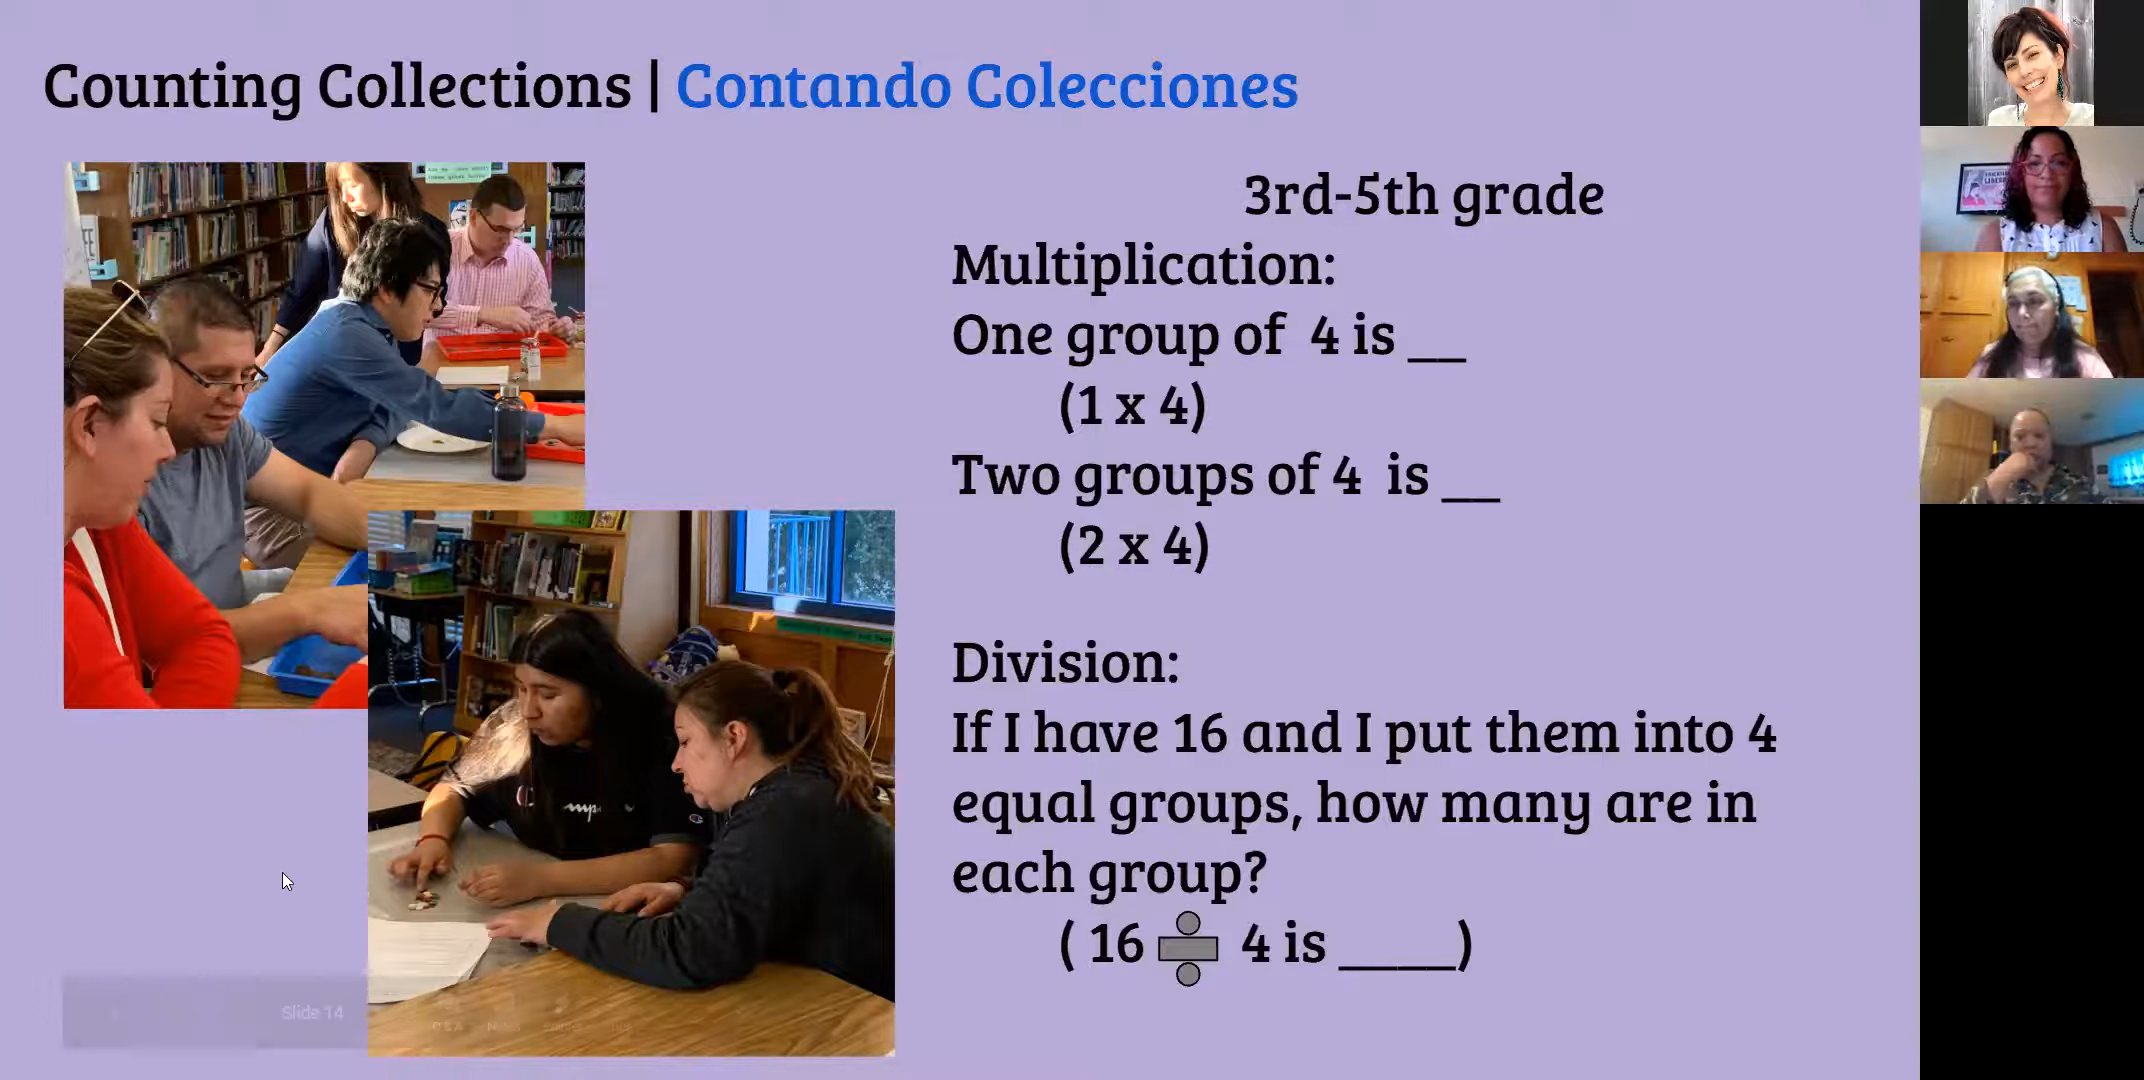 Counting Collections | Contando Colecciones
3rd-5th grade
Multiplication:
One group of 4 is __
(1 x 4)
Two groups of 4 is __
(2 x 4)
Division:
If I have 16 and I put them into 4
equal groups, how many are in
each group?
( 16 ÷ 4 is ____)
Slide 14
Q & A